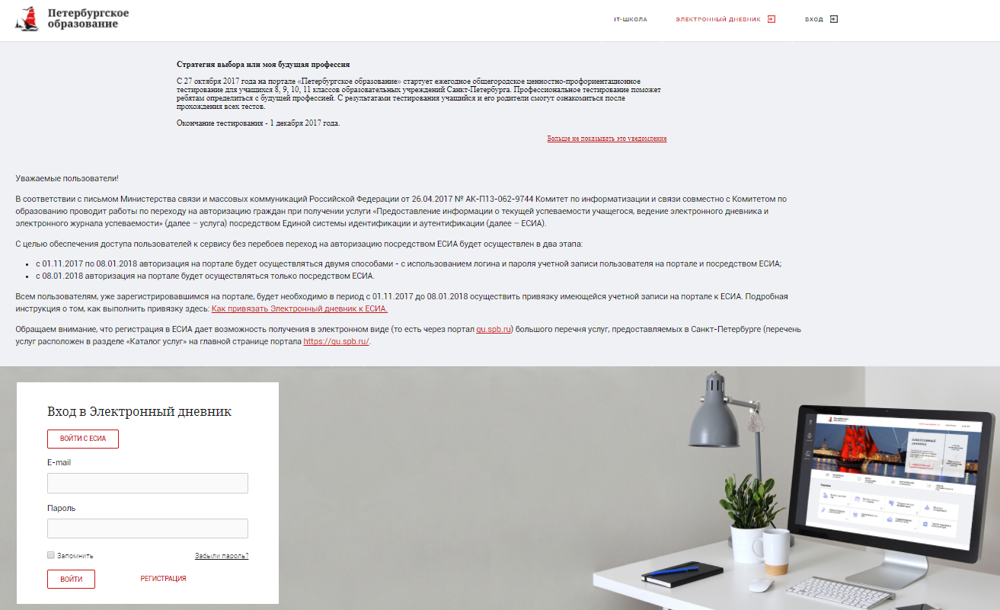 Петербургское
образование
IT-ШКОЛА
ЭЛЕКТРОННЫЙ ДНЕВНИК
ВХОД
Стратегия выбора или моя будущая профессия
С 27 октября 2017 года на портале «Петербургское образование» стартует ежегодное общегородское ценностно-профориентационное
тестирование для учащихся 8, 9, 10, 11 классов образовательных учреждений Санкт-Петербурга. Профессиональное тестирование поможет
ребятам определиться с будущей профессией. С результатами тестирования учащийся и его родители смогут ознакомиться после
прохождения всех тестов.
Окончание тестирования - 1 декабря 2017 года.
Больше не показывать это уведомление
Уважаемые пользователи!
В соответствии с письмом Министерства связи и массовых коммуникаций Российской Федерации от 26.04.2017 № АК-П13-062-9744 Комитет по информатизации и связи совместно с Комитетом по
образованию проводит работы по переходу на авторизацию граждан при получении услуги «Предоставление информации о текущей успеваемости учащегося, ведение электронного дневника и
электронного журнала успеваемости» (далее – услуга) посредством Единой системы идентификации и аутентификации (далее – ЕСИА).
С целью обеспечения доступа пользователей к сервису без перебоев переход на авторизацию посредством ЕСИА будет осуществлен в два этапа:
• с 01.11.2017 по 08.01.2018 авторизация на портале будет осуществляться двумя способами - с использованием логина и пароля учетной записи пользователя на портале и посредством ЕСИА;
• с 08.01.2018 авторизация на портале будет осуществляться только посредством ЕСИА.
Всем пользователям, уже зарегистрировавшимся на портале, будет необходимо в период с 01.11.2017 до 08.01.2018 осуществить привязку имеющейся учетной записи на портале к ЕСИА. Подробная
инструкция о том, как выполнить привязку здесь: Как привязать Электронный дневник к ЕСИА.
Обращаем внимание, что регистрация в ЕСИА дает возможность получения в электронном виде (то есть через портал gu.spb.ru) большого перечня услуг, предоставляемых в Санкт-Петербурге (перечень
услуг расположен в разделе «Каталог услуг» на главной странице портала https://gu.spb.ru/.
Вход в Электронный дневник
ВОЙТИ С ЕСИА
E-mail
Пароль
Запомнить
Забыли пароль?
ВОЙТИ
РЕГИСТРАЦИЯ
ЭЛЕКТРОННЫЙ
ДНЕВНИК